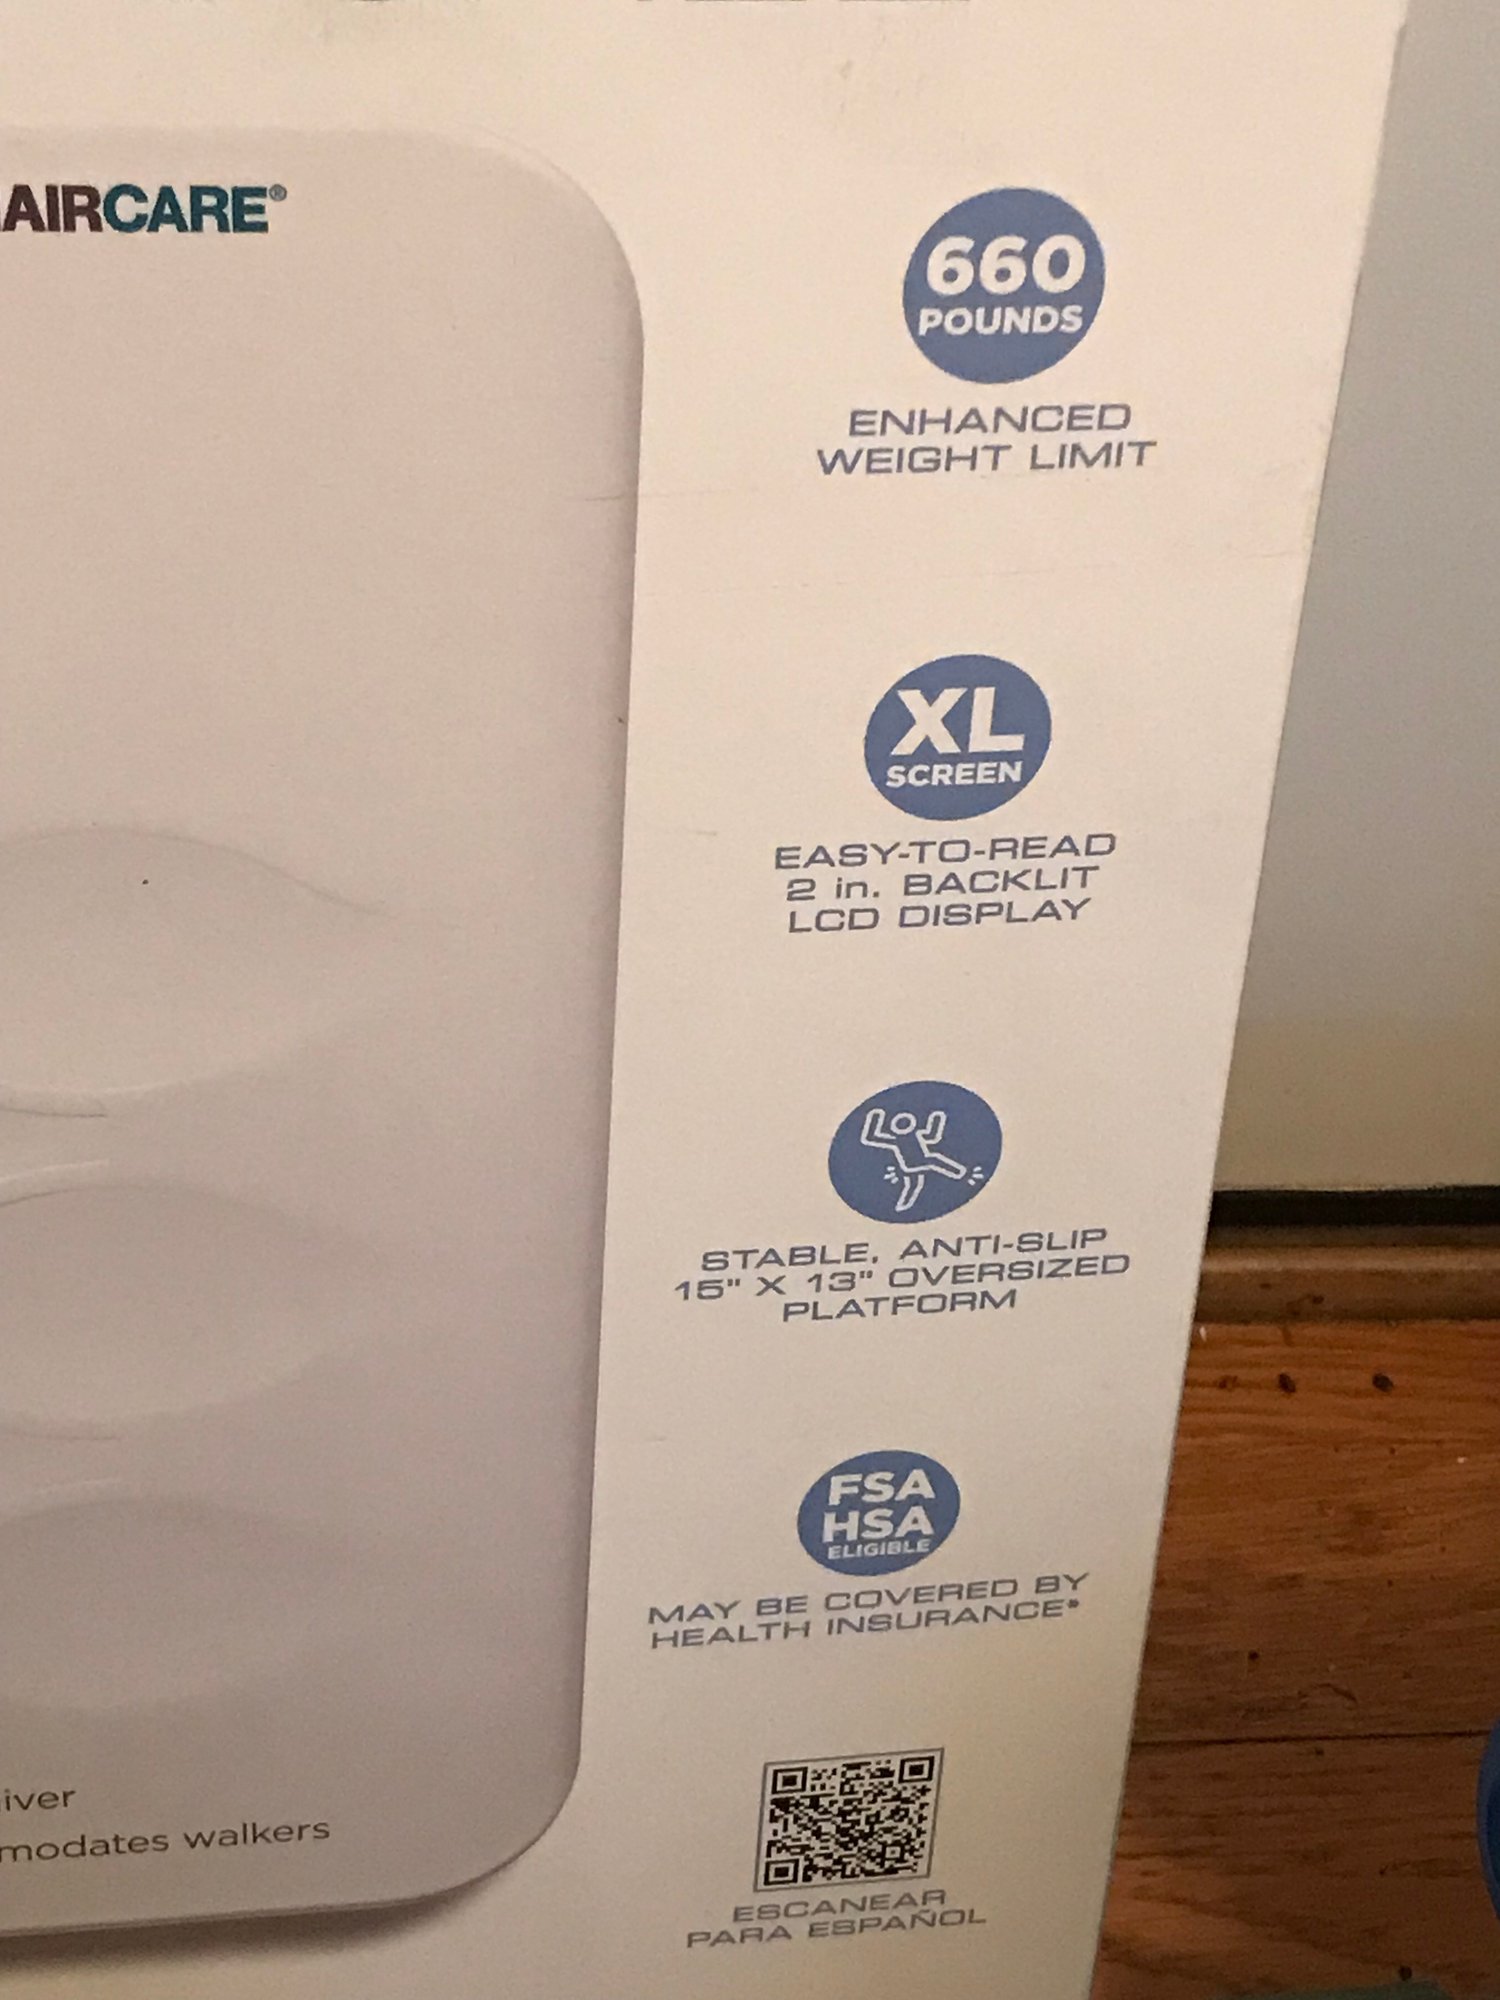 AIRCARE®
660
POUNDS
ENHANCED
WEIGHT LIMIT
XL
SCREEN
EASY-TO-READ
2 in. BACKLIT
LCD DISPLAY
STABLE, ANTI-SLIP
15" X 13" OVERSIZED
PLATFORM
FSA
HSA
ELIGIBLE
MAY BE COVERED BY
HEALTH INSURANCE*
iver
modates walkers
ESCANEAR
PARA ESPAÑOL